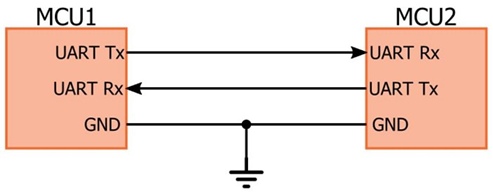 MCU1
MCU2
UART Tx
UART Rx
UART Rx
UART Tx
GND
GND